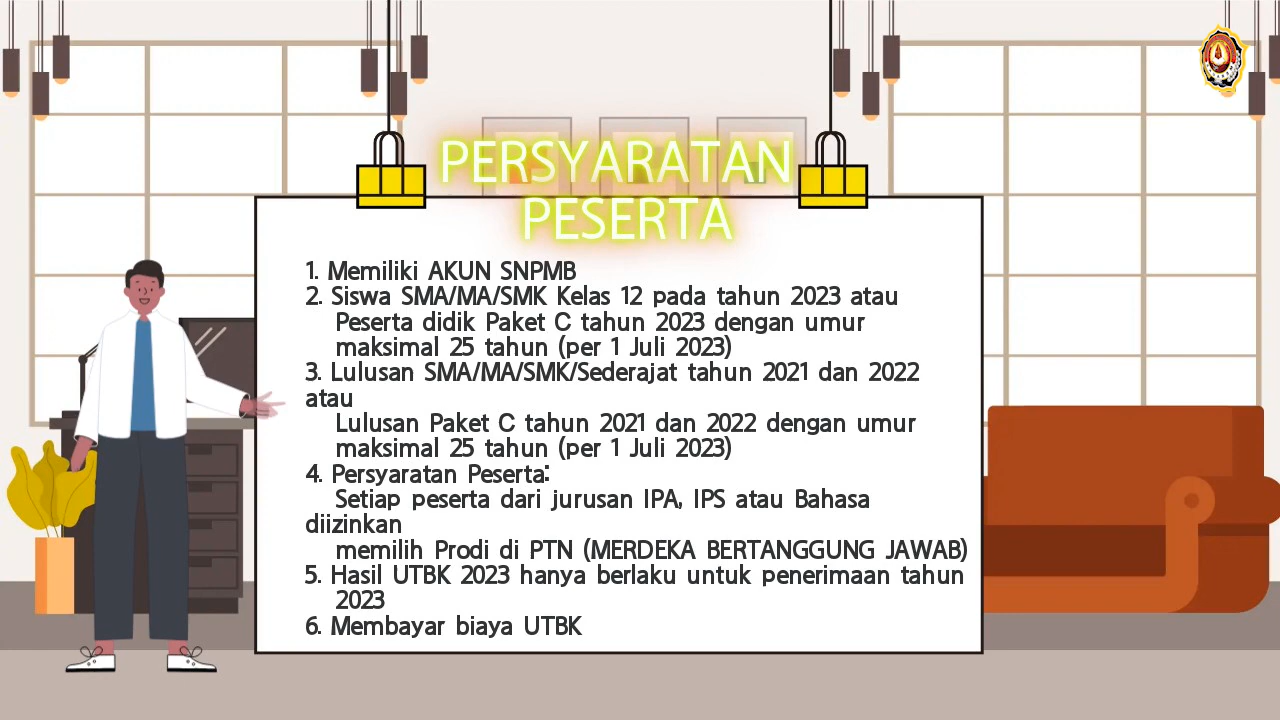 PERSYARATAN
PESERTA
1. Memiliki AKUN SNPMB
2. Siswa SMA/MA/SMK Kelas 12 pada tahun 2023 atau
Peserta didik Paket C tahun 2023 dengan umur
maksimal 25 tahun (per 1 Juli 2023)
3. Lulusan SMA/MA/SMK/Sederajat tahun 2021 dan 2022
atau
Lulusan Paket C tahun 2021 dan 2022 dengan umur
maksimal 25 tahun (per 1 Juli 2023)
4. Persyaratan Peserta:
Setiap peserta dari jurusan IPA, IPS atau Bahasa
diizinkan
memilih Prodi di PTN (MERDEKA BERTANGGUNG JAWAB)
5. Hasil UTBK 2023 hanya berlaku untuk penerimaan tahun
2023
6. Membayar biaya UTBK